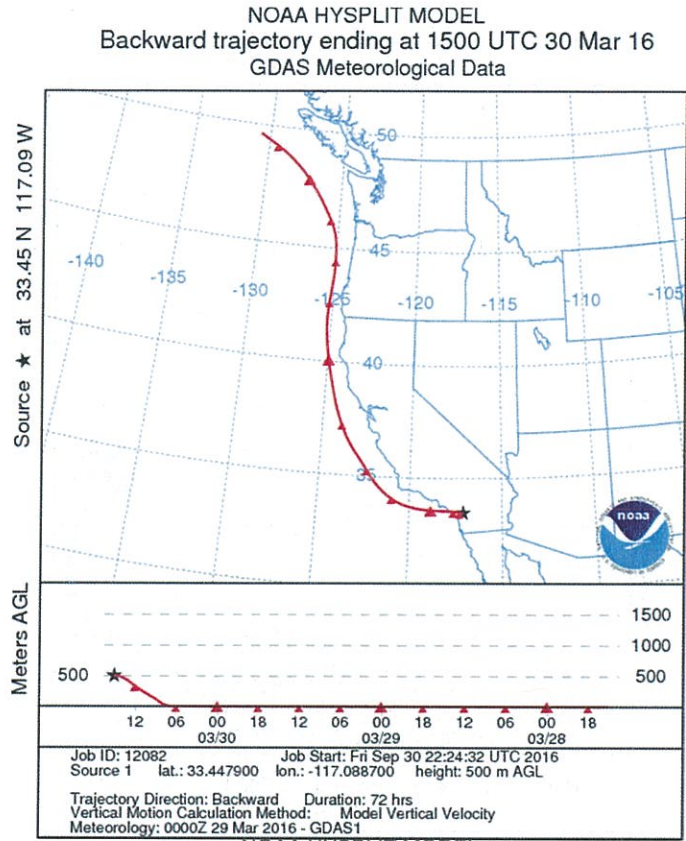 NOAA HYSPLIT MODEL
Backward trajectory ending at 1500 UTC 30 Mar 16
GDAS Meteorological Data
Source ★ at 33.45 N 117.09 W
50
45
-140
-135
-130
-125
-120
-115
-110
-105
40
35
noaa
Meters AGL
1500
1000
500
500
12 06 00 18 12 06 00 18 12 06 00 18
03/30 03/29 03/28
Job ID: 12082 Job Start: Fri Sep 30 22:24:32 UTC 2016
Source 1 lat.: 33.447900 lon.: -117.088700 height: 500 m AGL
Trajectory Direction: Backward Duration: 72 hrs
Vertical Motion Calculation Method: Model Vertical Velocity
Meteorology: 0000Z 29 Mar 2016 - GDAS1